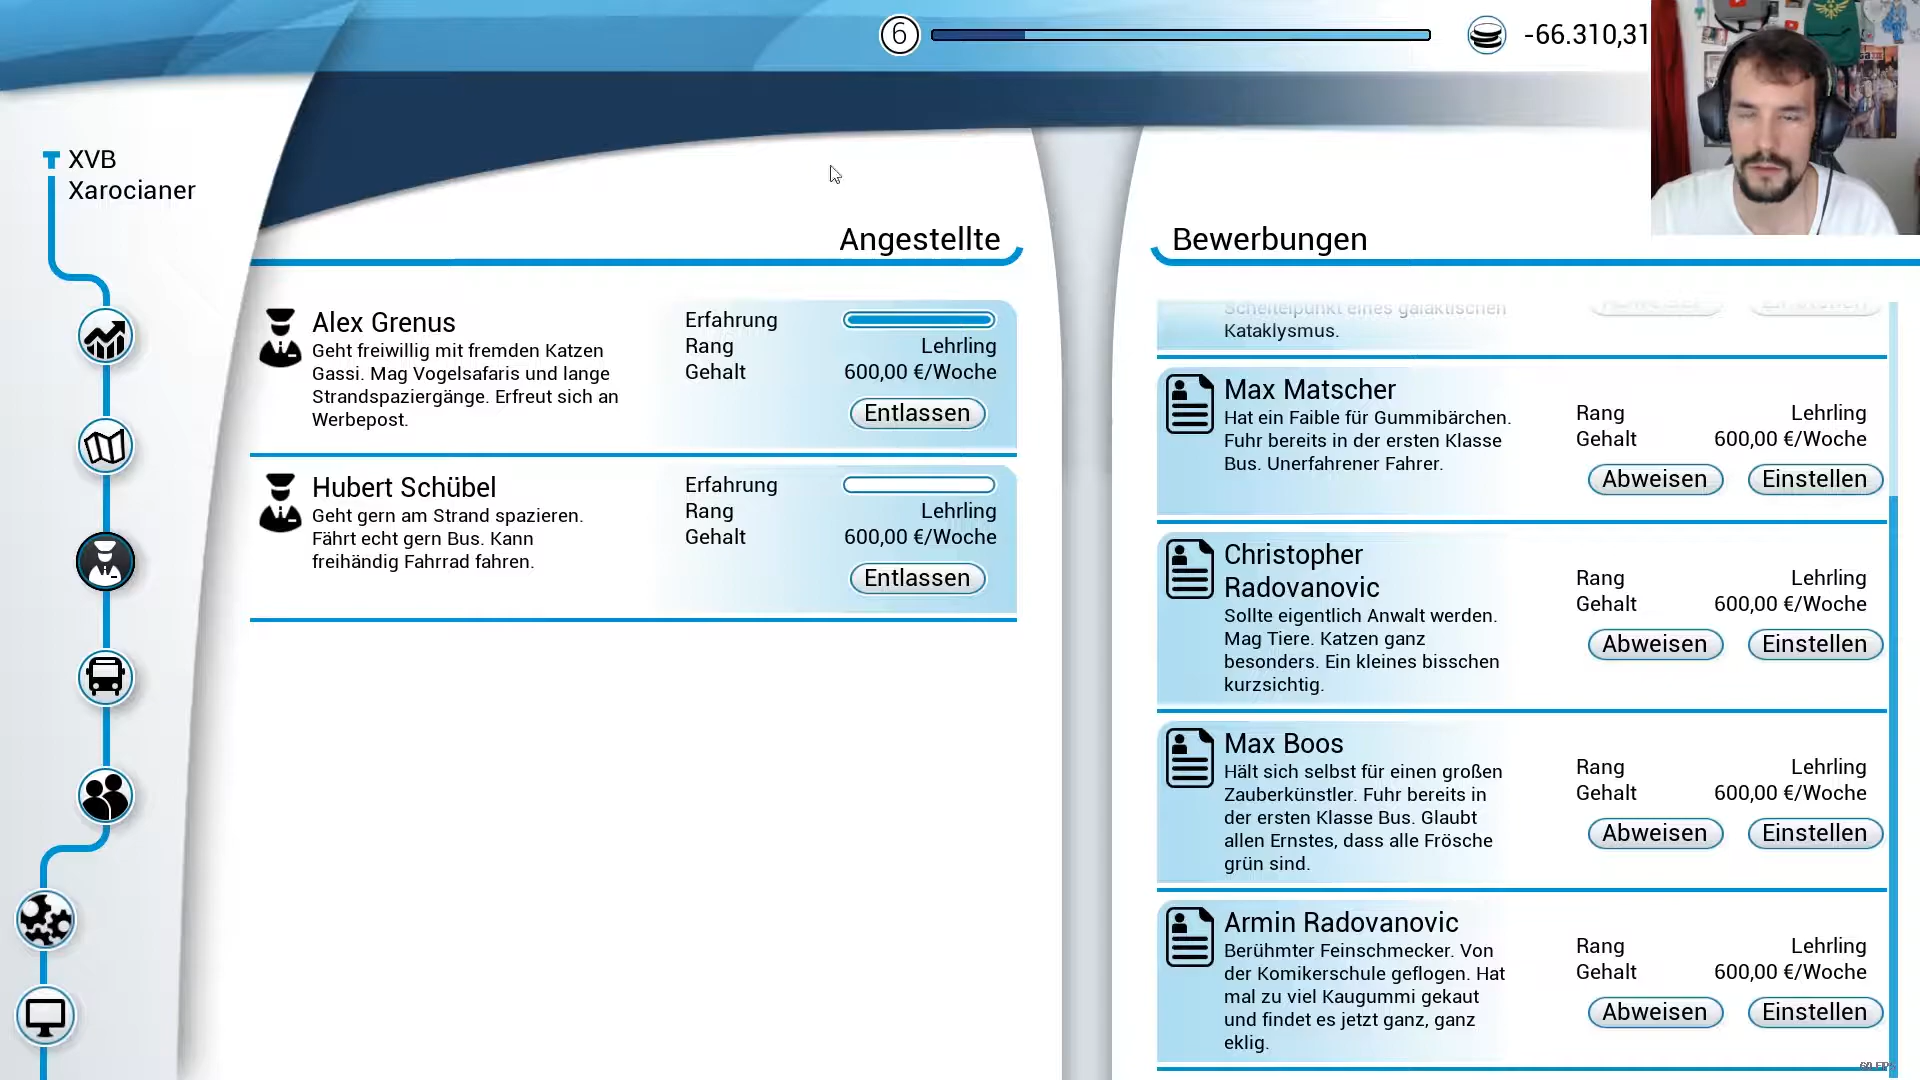 6
-66.310,31
XVB
Xarocianer
Angestellte
Alex Grenus
Geht freiwillig mit fremden Katzen
Gassi. Mag Vogelsafaris und lange
Strandspaziergänge. Erfreut sich an
Werbepost.
Erfahrung
Rang Lehrling
Gehalt 600,00 €/Woche
Entlassen
Hubert Schübel
Geht gern am Strand spazieren.
Fährt echt gern Bus. Kann
freihändig Fahrrad fahren.
Erfahrung
Rang Lehrling
Gehalt 600,00 €/Woche
Entlassen
Bewerbungen
Scheitelpunkt eines galaktischen
Kataklysmus.
Max Matscher
Hat ein Faible für Gummibärchen.
Fuhr bereits in der ersten Klasse
Bus. Unerfahrener Fahrer.
Rang Lehrling
Gehalt 600,00 €/Woche
Abweisen Einstellen
Christopher
Radovanovic
Sollte eigentlich Anwalt werden.
Mag Tiere. Katzen ganz
besonders. Ein kleines bisschen
kurzsichtig.
Rang Lehrling
Gehalt 600,00 €/Woche
Abweisen Einstellen
Max Boos
Hält sich selbst für einen großen
Zauberkünstler. Fuhr bereits in
der ersten Klasse Bus. Glaubt
allen Ernstes, dass alle Frösche
grün sind.
Rang Lehrling
Gehalt 600,00 €/Woche
Abweisen Einstellen
Armin Radovanovic
Berühmter Feinschmecker. Von
der Komikerschule geflogen. Hat
mal zu viel Kaugummi gekaut
und findet es jetzt ganz, ganz
eklig.
Rang Lehrling
Gehalt 600,00 €/Woche
Abweisen Einstellen